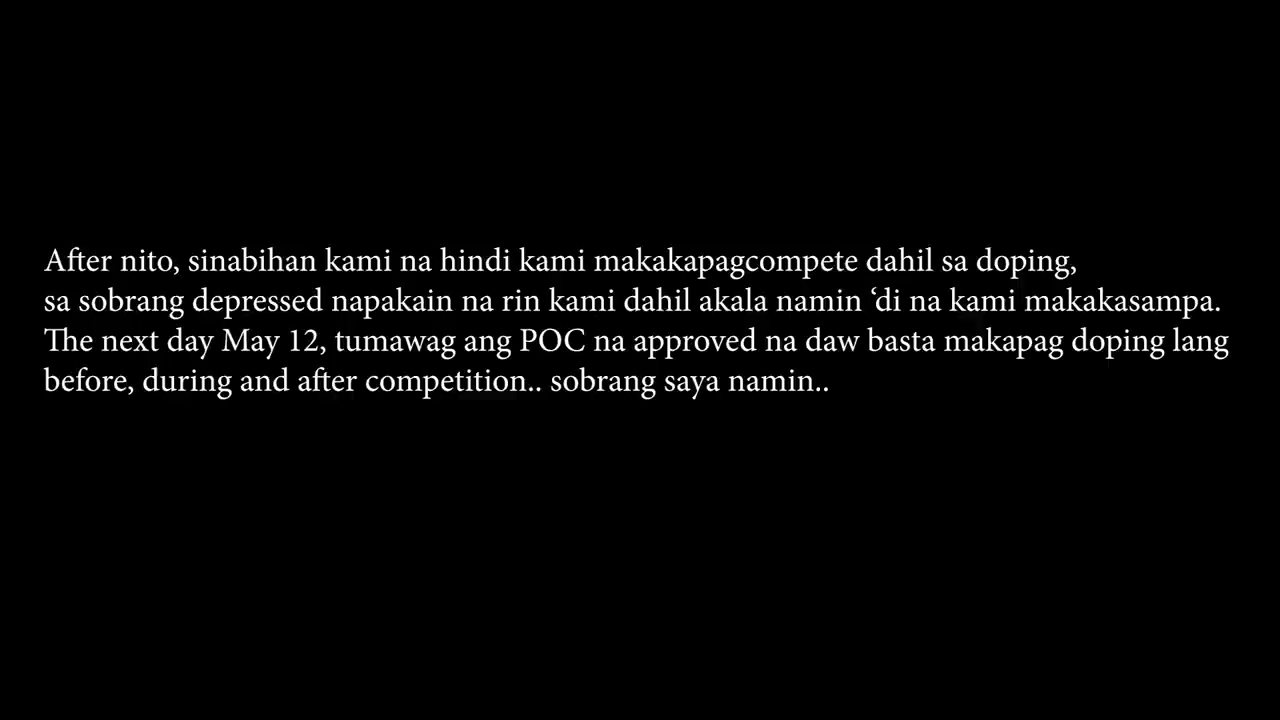 After nito, sinabihan kami na hindi kami makakapagcompete dahil sa doping,
sa sobrang depressed napakain na rin kami dahil akala namin ‘di na kami makakasampa.
The next day May 12, tumawag ang POC na approved na daw basta makapag doping lang
before, during and after competition.. sobrang saya namin..